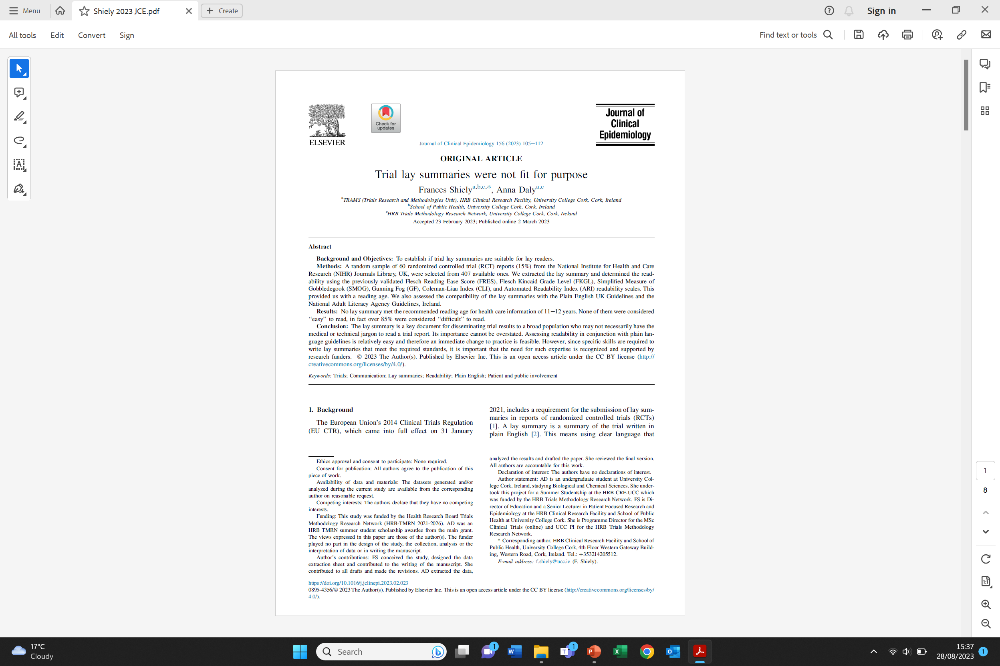 Menu
Shiely 2023 JCE.pdf
Create
Sign in
All tools
Edit
Convert
Sign
Find text or tools
ELSEVIER
Check for
updates
Journal of
Clinical
Epidemiology
Journal of Clinical Epidemiology 156 (2023) 105–112
ORIGINAL ARTICLE
Trial lay summaries were not fit for purpose
Frances Shiely a,b,c,*, Anna Daly a,c
a TRAMS (Trials Research and Methodologies Unit), HRB Clinical Research Facility, University College Cork, Cork, Ireland
b School of Public Health, University College Cork, Cork, Ireland
c HRB Trials Methodology Research Network, University College Cork, Cork, Ireland
Accepted 23 February 2023; Published online 2 March 2023
Abstract
Background and Objectives: To establish if trial lay summaries are suitable for lay readers.
Methods: A random sample of 60 randomized controlled trial (RCT) reports (15%) from the National Institute for Health and Care
Research (NIHR) Journals Library, UK, were selected from 407 available ones. We extracted the lay summary and determined the read-
ability using the previously validated Flesch Reading Ease Score (FRES), Flesch-Kincaid Grade Level (FKGL), Simplified Measure of
Gobbledegook (SMOG), Gunning Fog (GF), Coleman-Liau Index (CLI), and Automated Readability Index (ARI) readability scales. This
provided us with a reading age. We also assessed the compatibility of the lay summaries with the Plain English UK Guidelines and the
National Adult Literacy Agency Guidelines, Ireland.
Results: No lay summary met the recommended reading age for health care information of 11–12 years. None of them were considered
‘‘easy’’ to read, in fact over 85% were considered ‘‘difficult’’ to read.
Conclusion: The lay summary is a key document for disseminating trial results to a broad population who may not necessarily have the
medical or technical jargon to read a trial report. Its importance cannot be overstated. Assessing readability in conjunction with plain lan-
guage guidelines is relatively easy and therefore an immediate change to practice is feasible. However, since specific skills are required to
write lay summaries that meet the required standards, it is important that the need for such expertise is recognized and supported by
research funders. © 2023 The Author(s). Published by Elsevier Inc. This is an open access article under the CC BY license (http://
creativecommons.org/licenses/by/4.0/).
Keywords: Trials; Communication; Lay summaries; Readability; Plain English; Patient and public involvement
1. Background
The European Union’s 2014 Clinical Trials Regulation
(EU CTR), which came into full effect on 31 January
2021, includes a requirement for the submission of lay sum-
maries in reports of randomized controlled trials (RCTs)
[1]. A lay summary is a summary of the trial written in
plain English [2]. This means using clear language that
Ethics approval and consent to participate: None required.
Consent for publication: All authors agree to the publication of this
piece of work.
Availability of data and materials: The datasets generated and/or
analyzed during the current study are available from the corresponding
author on reasonable request.
Competing interests: The authors declare that they have no competing
interests.
Funding: This study was funded by the Health Research Board Trials
Methodology Research Network (HRB-TMRN 2021-2026). AD was an
HRB TMRN summer student scholarship awardee from the main grant.
The views expressed in this paper are those of the author(s). The funder
played no part in the design of the study, the collection, analysis or the
interpretation of data or in writing the manuscript.
Author’s contributions: FS conceived the study, designed the data
extraction sheet and contributed to the writing of the manuscript. She
contributed to all drafts and made the revisions. AD extracted the data,
analyzed the results and drafted the paper. She reviewed the final version.
All authors are accountable for this work.
Declaration of interest: The authors have no declarations of interest.
Author statement: AD is an undergraduate student at University Col-
lege Cork, Ireland, studying Biological and Chemical Sciences. She under-
took this project for a Summer Studentship at the HRB CRF-UCC which
was funded by the HRB Trials Methodology Research Network. FS is Di-
rector of Education and a Senior Lecturer in Patient Focused Research and
Epidemiology at the HRB Clinical Research Facility and School of Public
Health at University College Cork. She is Programme Director for the MSc
Clinical Trials (online) and UCC PI for the HRB Trials Methodology
Research Network.
* Corresponding author. HRB Clinical Research Facility and School of
Public Health, University College Cork, 4th Floor Western Gateway Build-
ing, Western Road, Cork, Ireland. Tel.: +353214205512.
E-mail address: f.shiely@ucc.ie (F. Shiely).
https://doi.org/10.1016/j.jclinepi.2023.02.023
0895-4356/© 2023 The Author(s). Published by Elsevier Inc. This is an open access article under the CC BY license (http://creativecommons.org/licenses/by/
4.0/).
1
8
17°C
Cloudy
Search
1
1
15:37
28/08/2023
1